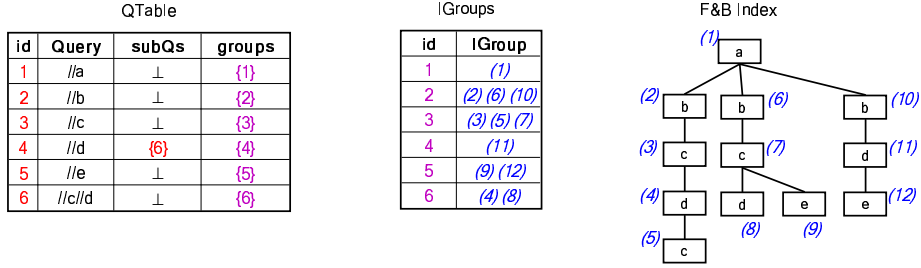 QTable
id Query subQs groups
1 //a ⊥ {1}
2 //b ⊥ {2}
3 //c ⊥ {3}
4 //d {6} {4}
5 //e ⊥ {5}
6 //c//d ⊥ {6}
IGroups
id IGroup
1 (1)
2 (2) (6) (10)
3 (3) (5) (7)
4 (11)
5 (9) (12)
6 (4) (8)
F&B Index
(1) a
(2) b b (6) b (10)
(3) c c (7) d (11)
(4) d d e e (12)
(8) (9)
(5) c